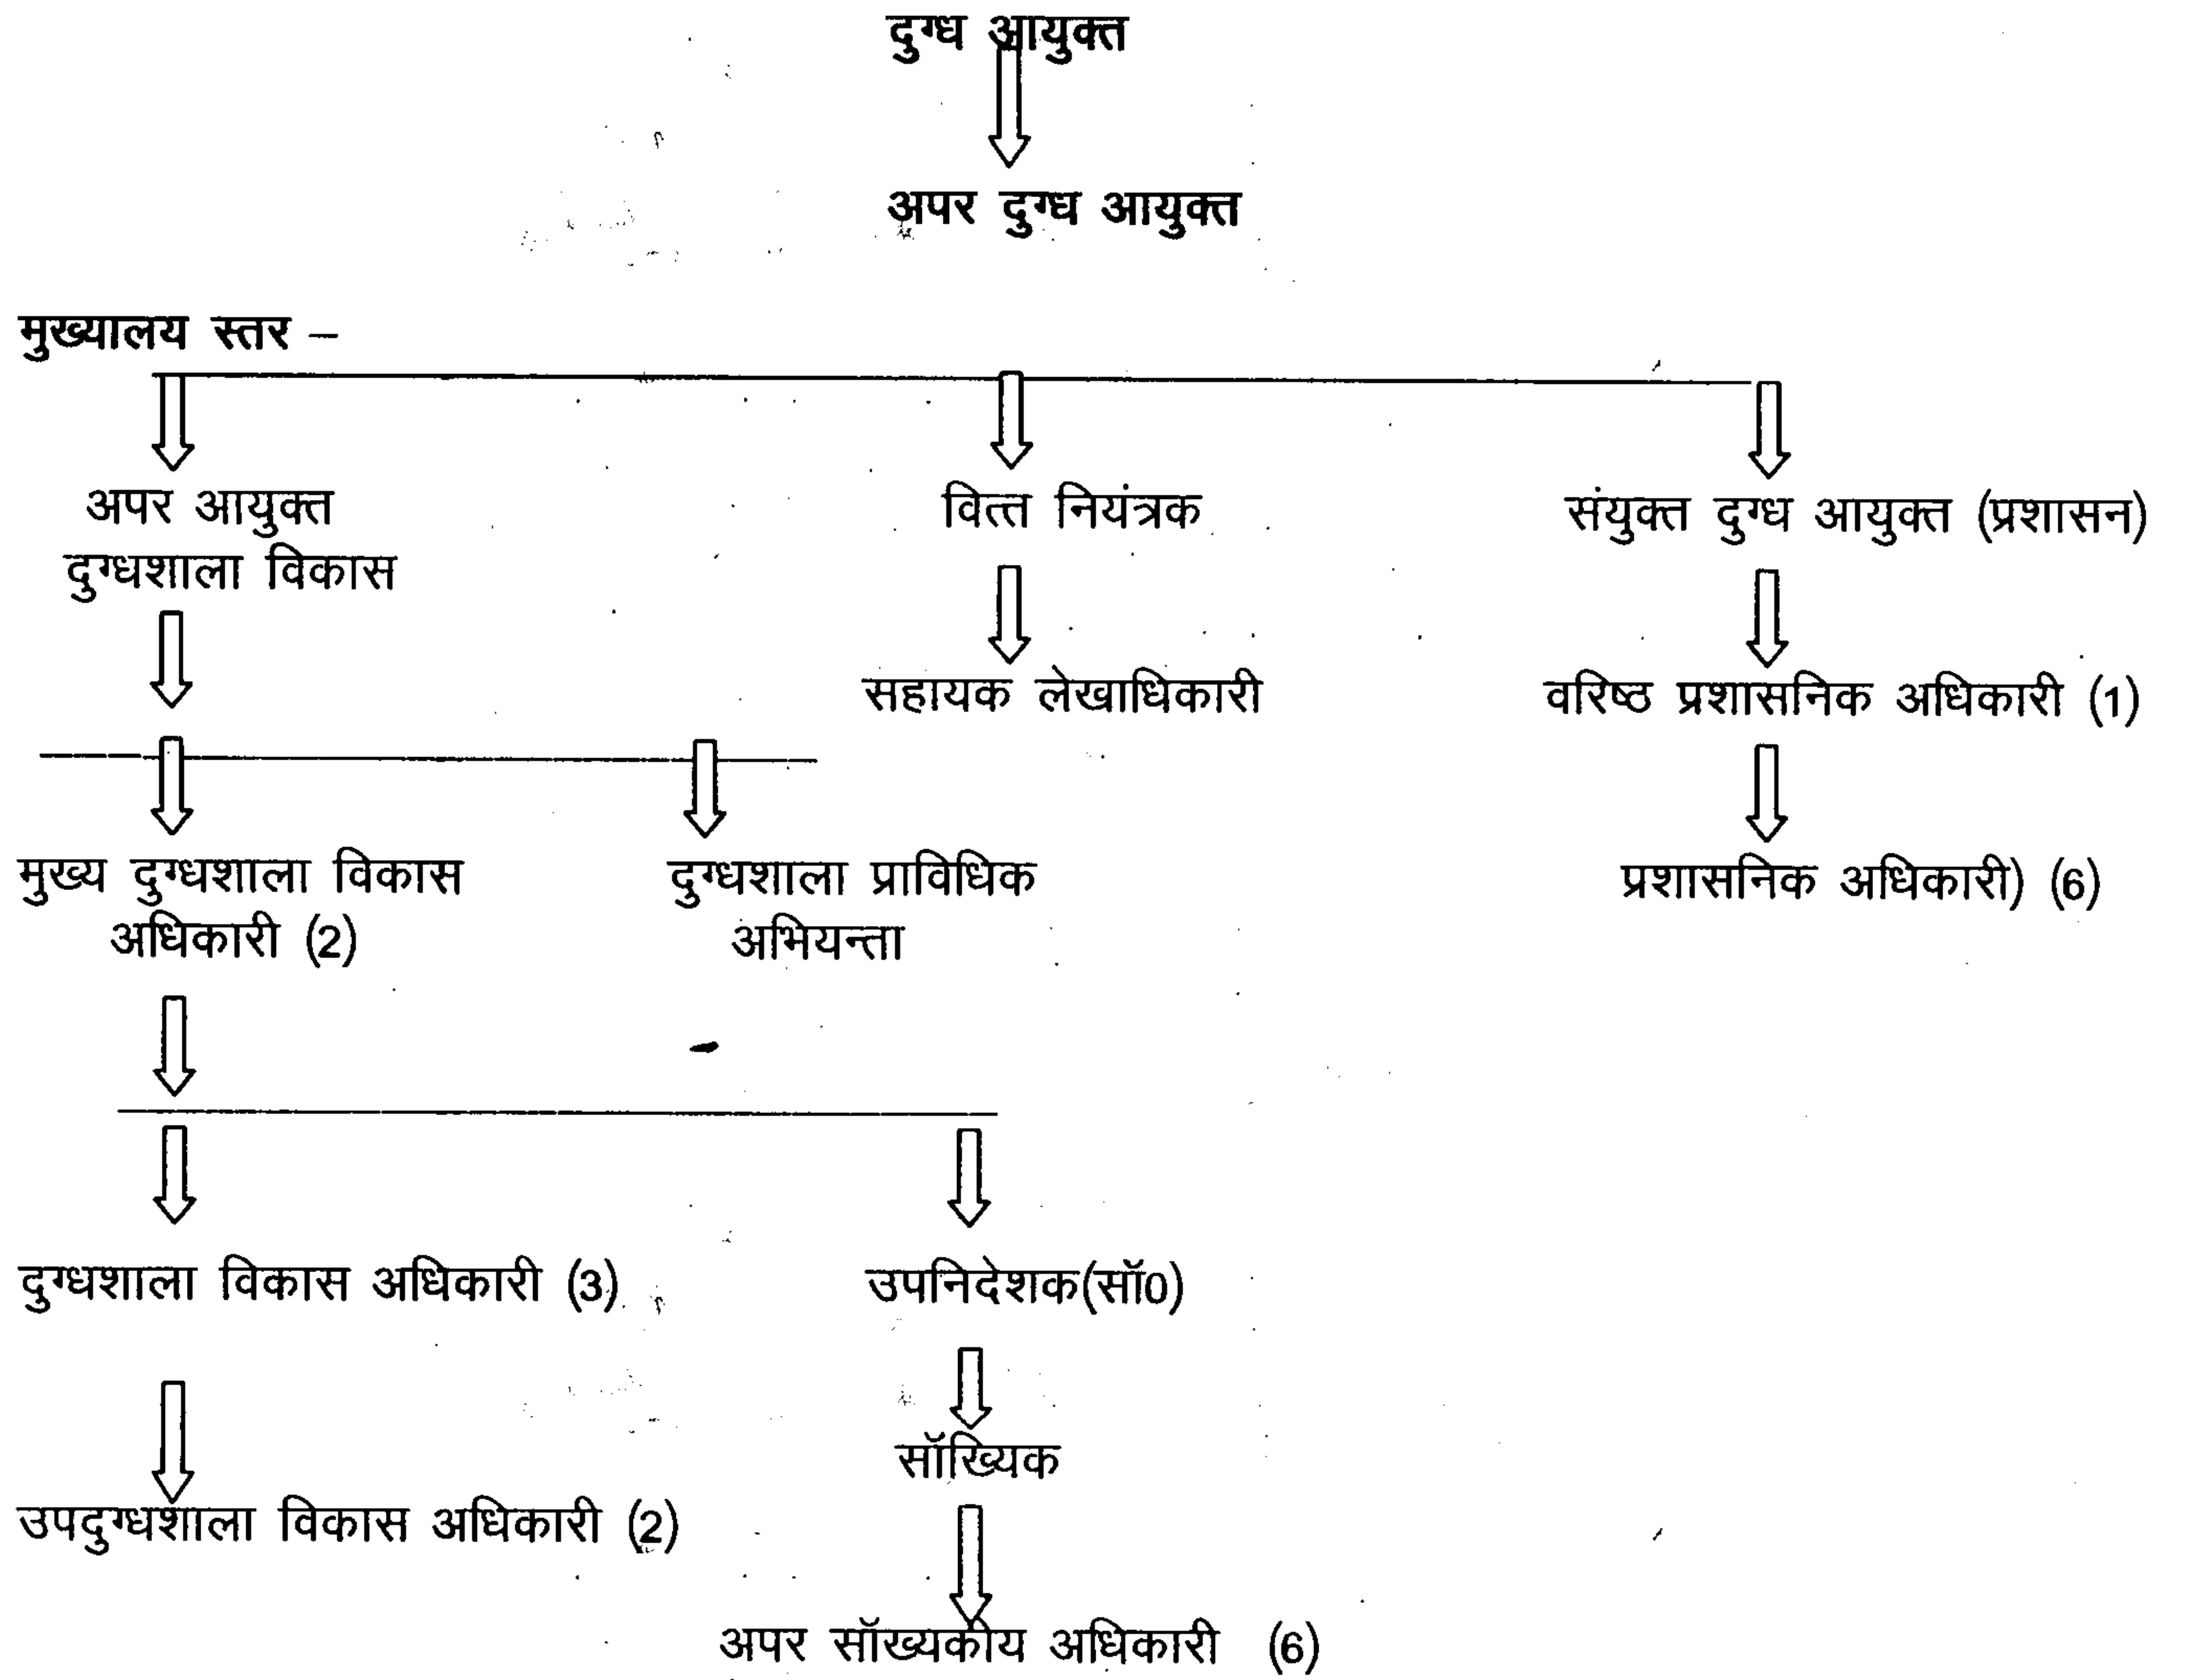 दुग्ध आयुक्त
अपर दुग्ध आयुक्त
मुख्यालय स्तर –
अपर आयुक्त
दुग्धशाला विकास
वित्त नियंत्रक
संयुक्त दुग्ध आयुक्त (प्रशासन)
सहायक लेखाधिकारी
वरिष्ठ प्रशासनिक अधिकारी (1)
मुख्य दुग्धशाला विकास
अधिकारी (2)
दुग्धशाला प्राविधिक
अभियन्ता
प्रशासनिक अधिकारी) (6)
दुग्धशाला विकास अधिकारी (3)
उपनिदेशक(सॉ0)
सॉख्यिक
उपदुग्धशाला विकास अधिकारी (2)
अपर सॉख्यकीय अधिकारी (6)